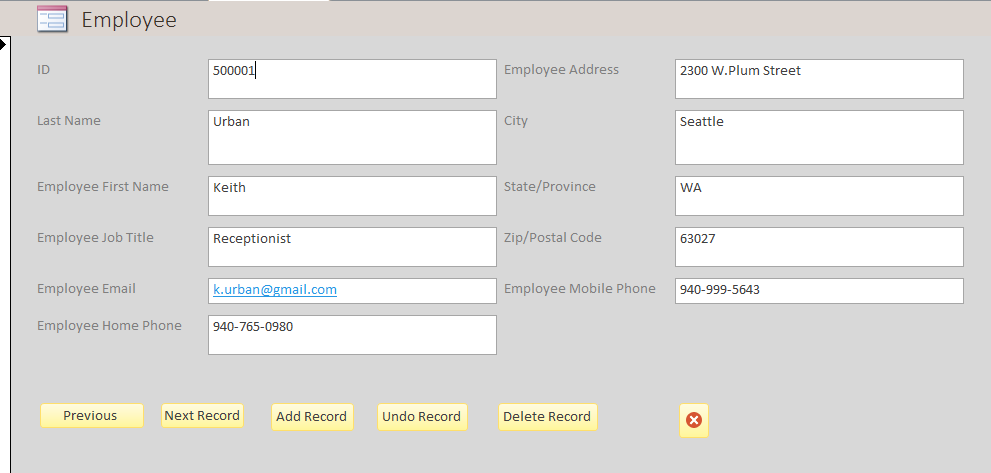 Employee
ID 500001 Employee Address 2300 W.Plum Street
Last Name Urban City Seattle
Employee First Name Keith State/Province WA
Employee Job Title Receptionist Zip/Postal Code 63027
Employee Email k.urban@gmail.com Employee Mobile Phone 940-999-5643
Employee Home Phone 940-765-0980
Previous Next Record Add Record Undo Record Delete Record